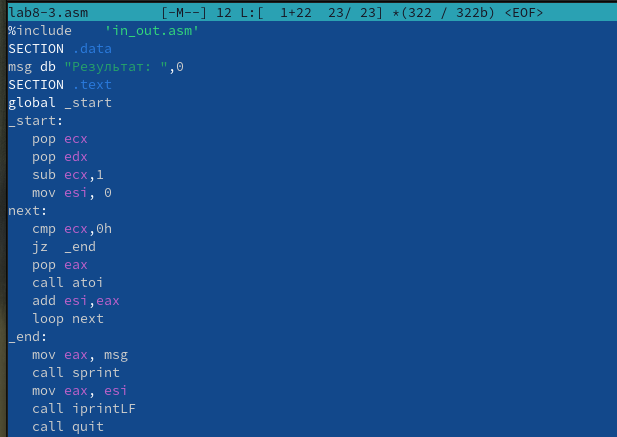 lab8-3.asm [-M--] 12 L:[ 1+22 23/ 23] *(322 / 322b) <EOF>
%include 'in_out.asm'
SECTION .data
msg db "Результат: ",0
SECTION .text
global _start
_start:
pop ecx
pop edx
sub ecx,1
mov esi, 0
next:
cmp ecx,0h
jz _end
pop eax
call atoi
add esi,eax
loop next
_end:
mov eax, msg
call sprint
mov eax, esi
call iprintLF
call quit